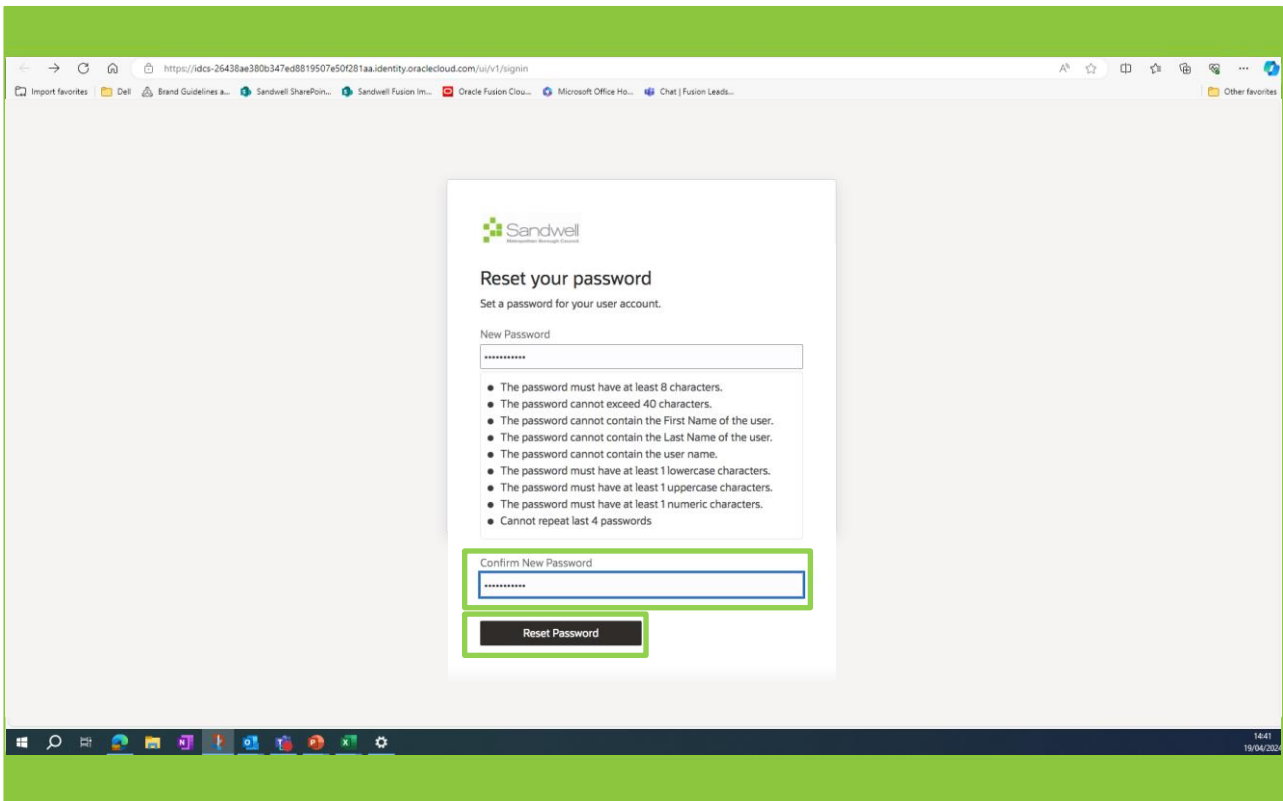 https://idcs-26438ae380b347ed8819507e50f281aa.identity.oraclecloud.com/ui/v1/signin
Import favorites Dell Brand Guidelines a... Sandwell SharePoin... Sandwell Fusion Im... Oracle Fusion Clou... Microsoft Office Ho... Chat | Fusion Leads... Other favorites
Sandwell
Metropolitan Borough Council
Reset your password
Set a password for your user account.
New Password
•••••••••••
● The password must have at least 8 characters.
● The password cannot exceed 40 characters.
● The password cannot contain the First Name of the user.
● The password cannot contain the Last Name of the user.
● The password cannot contain the user name.
● The password must have at least 1 lowercase characters.
● The password must have at least 1 uppercase characters.
● The password must have at least 1 numeric characters.
● Cannot repeat last 4 passwords
Confirm New Password
•••••••••••
Reset Password
14:41
19/04/2024